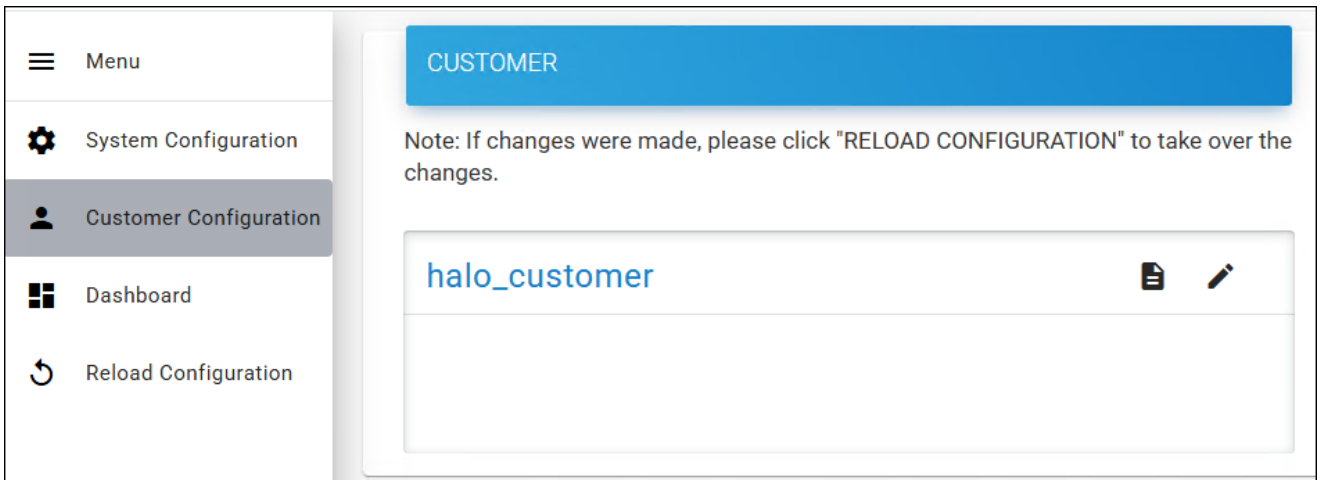 Menu
System Configuration
Customer Configuration
Dashboard
Reload Configuration
CUSTOMER
Note: If changes were made, please click "RELOAD CONFIGURATION" to take over the
changes.
halo_customer